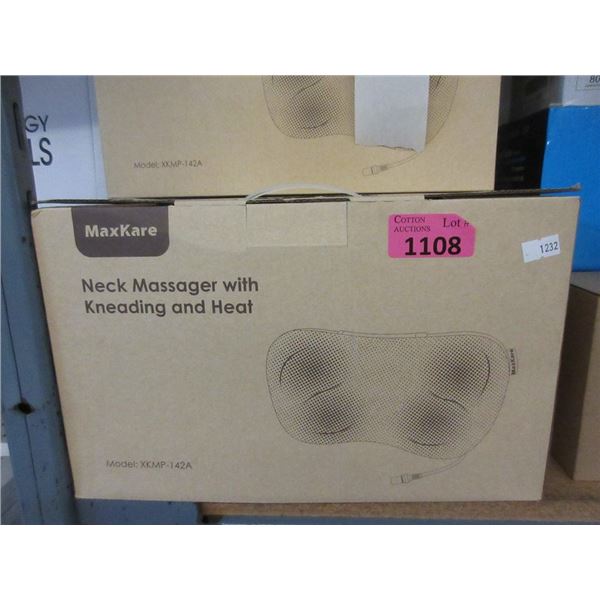 GY
LS
Model: XKMP-142A
80
MaxKare
COTTON
AUCTIONS
Lot #
1108
1232
Neck Massager with
Kneading and Heat
MaxKare
Model: XKMP-142A